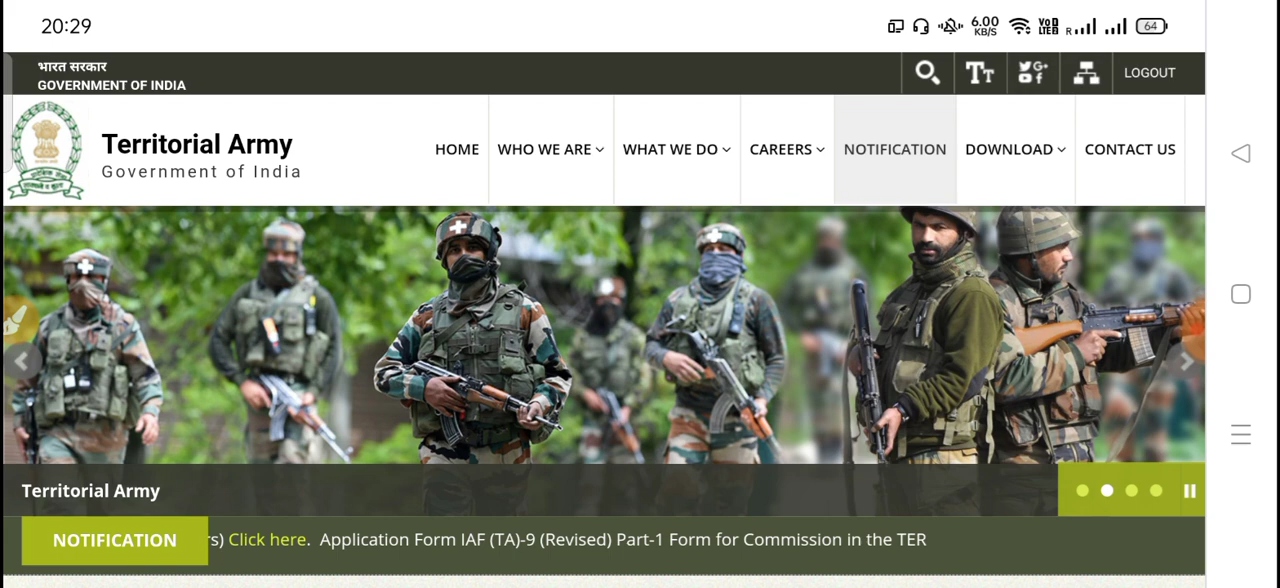 20:29
6.00
KB/S
VoD
LTE
R
64
भारत सरकार
GOVERNMENT OF INDIA
LOGOUT
Territorial Army
Government of India
HOME
WHO WE ARE
WHAT WE DO
CAREERS
NOTIFICATION
DOWNLOAD
CONTACT US
Territorial Army
NOTIFICATION
rs) Click here. Application Form IAF (TA)-9 (Revised) Part-1 Form for Commission in the TER